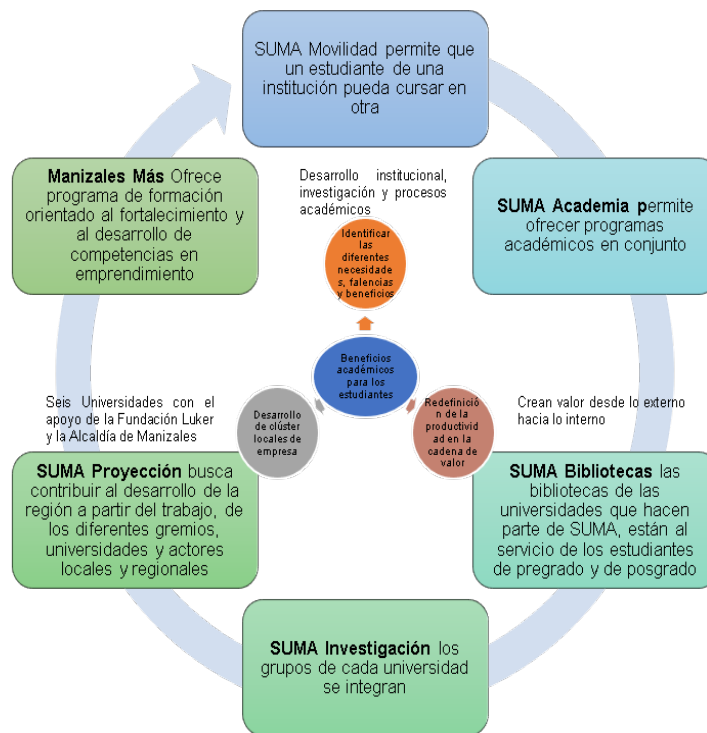 SUMA Movilidad permite que
un estudiante de una
institución pueda cursar en
otra
Manizales Más Ofrece
programa de formación
orientado al fortalecimiento y
al desarrollo de
competencias en
emprendimiento
Desarrollo institucional,
investigación y procesos
académicos
SUMA Academia permite
ofrecer programas
académicos en conjunto
Identificar
las
diferentes
necesidade
s, falencias
y beneficios
Beneficios
académicos
para los
estudiantes
Seis Universidades con el
apoyo de la Fundación Luker
y la Alcaldía de Manizales
Desarrollo
de clúster
locales de
empresa
Redefinició
n de la
productivid
ad en la
cadena de
valor
Crean valor desde lo externo
hacia lo interno
SUMA Proyección busca
contribuir al desarrollo de la
región a partir del trabajo, de
los diferentes gremios,
universidades y actores
locales y regionales
SUMA Bibliotecas las
bibliotecas de las
universidades que hacen
parte de SUMA, están al
servicio de los estudiantes
de pregrado y de posgrado
SUMA Investigación los
grupos de cada universidad
se integran